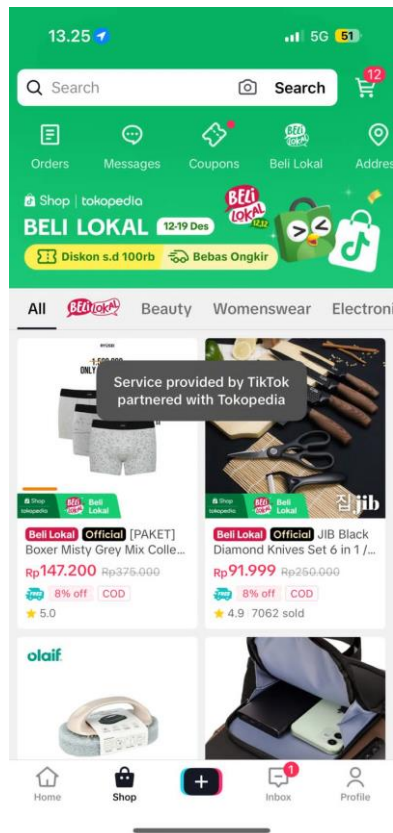 13.25
5G 51
Search
Search
12
Orders
Messages
Coupons
Beli Lokal
Addres
Shop | tokopedia
BELI LOKAL
12-19 Des
BELI LOKAL 12.12
Diskon s.d 100rb
Bebas Ongkir
All
BELI LOKAL
Beauty
Womenswear
Electroni
ONLY
Service provided by TikTok
partnered with Tokopedia
Shop
tokopedia
Beli
Lokal
Shop
tokopedia
Beli
Lokal
집 jib
Beli Lokal Official [PAKET]
Boxer Misty Grey Mix Colle...
Rp147.200 Rp375.000
FREE 8% off COD
5.0
Beli Lokal Official JIB Black
Diamond Knives Set 6 in 1 /...
Rp91.999 Rp250.000
FREE 8% off COD
4.9 7062 sold
olaif
Home
Shop
1
Inbox
Profile